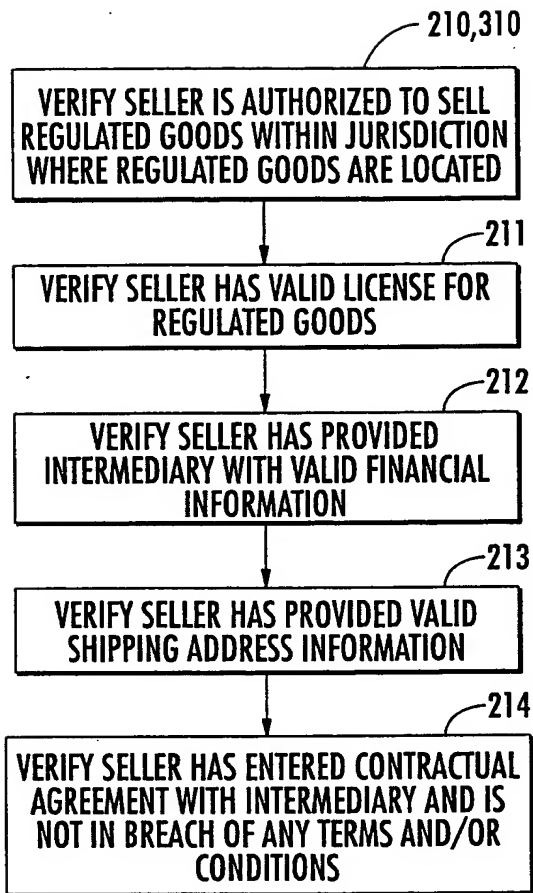 210,310
VERIFY SELLER IS AUTHORIZED TO SELL
REGULATED GOODS WITHIN JURISDICTION
WHERE REGULATED GOODS ARE LOCATED
211
VERIFY SELLER HAS VALID LICENSE FOR
REGULATED GOODS
212
VERIFY SELLER HAS PROVIDED
INTERMEDIARY WITH VALID FINANCIAL
INFORMATION
213
VERIFY SELLER HAS PROVIDED VALID
SHIPPING ADDRESS INFORMATION
214
VERIFY SELLER HAS ENTERED CONTRACTUAL
AGREEMENT WITH INTERMEDIARY AND IS
NOT IN BREACH OF ANY TERMS AND/OR
CONDITIONS